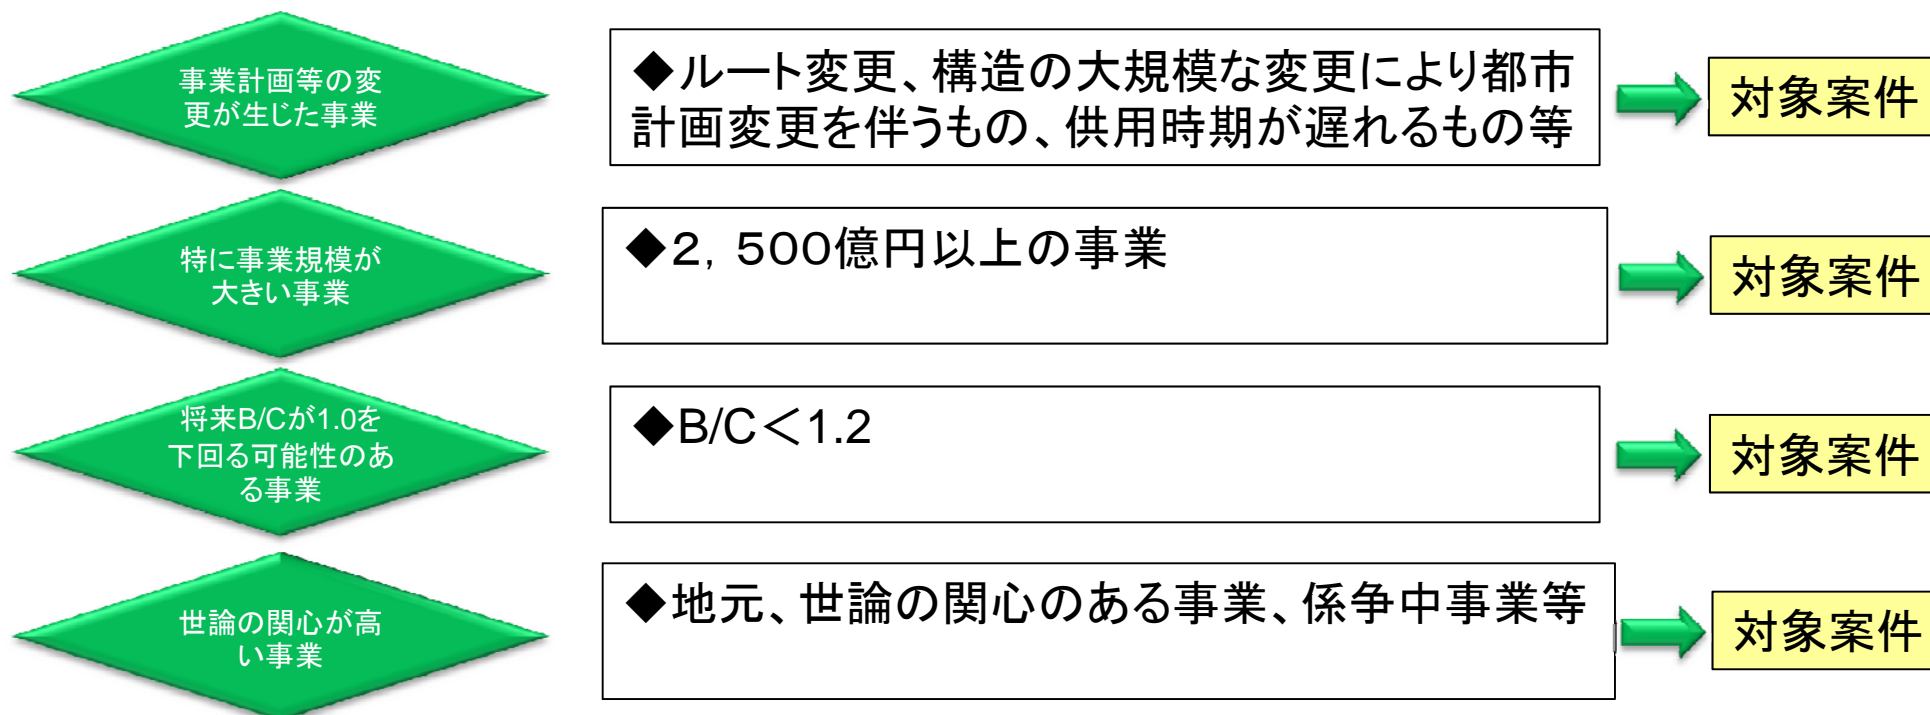 事業計画等の変
更が生じた事業
◆ルート変更、構造の大規模な変更により都市
計画変更を伴うもの、供用時期が遅れるもの等
対象案件
特に事業規模が
大きい事業
◆２，５００億円以上の事業
対象案件
将来B/Cが1.0を
下回る可能性のあ
る事業
◆B/C＜1.2
対象案件
世論の関心が高
い事業
◆地元、世論の関心のある事業、係争中事業等
対象案件